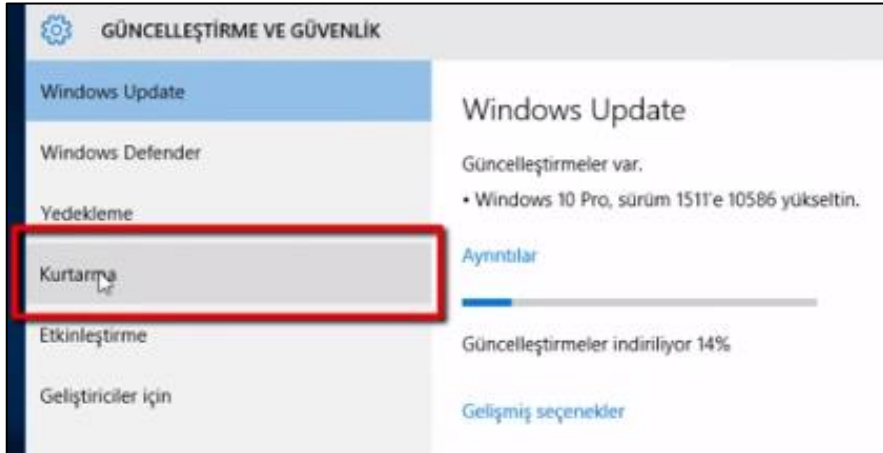 GÜNCELLEŞTİRME VE GÜVENLİK
Windows Update
Windows Defender
Yedekleme
Kurtarma
Etkinleştirme
Geliştiriciler için
Windows Update
Güncelleştirmeler var.
• Windows 10 Pro, sürüm 1511'e 10586 yükseltin.
Ayrıntılar
Güncelleştirmeler indiriliyor 14%
Gelişmiş seçenekler